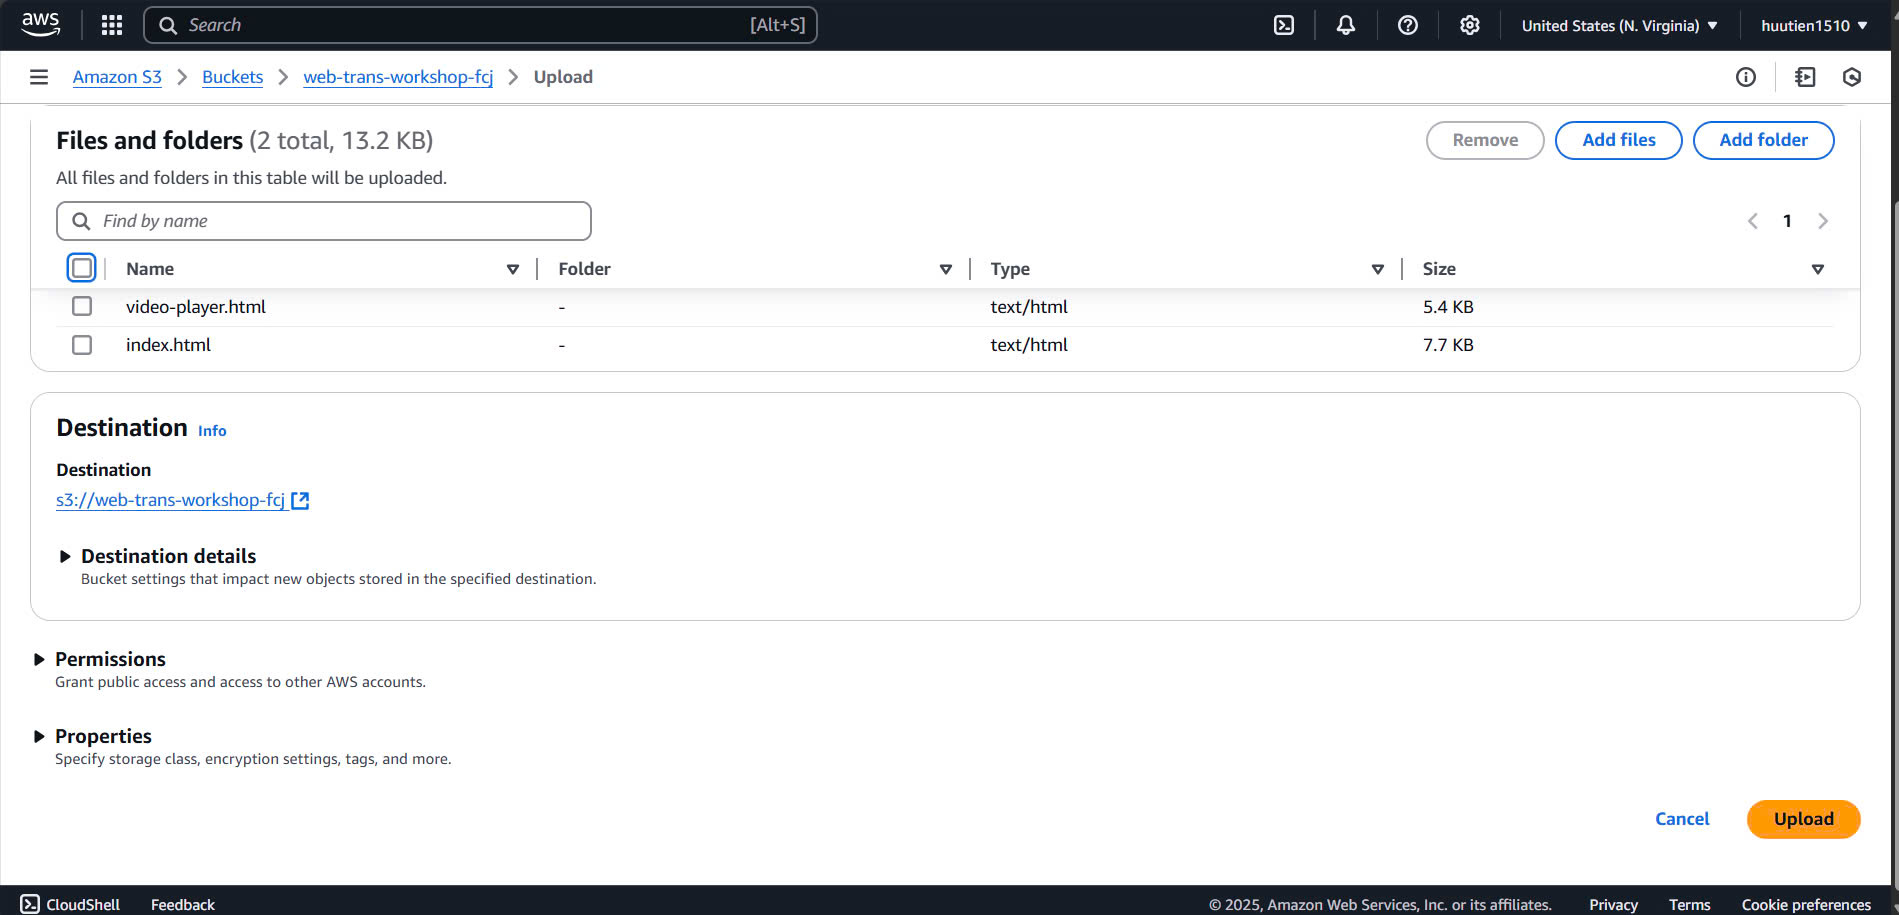 aws
Search [Alt+S] United States (N. Virginia) huutien1510
Amazon S3 Buckets web-trans-workshop-fcj Upload
Files and folders (2 total, 13.2 KB) Remove Add files Add folder
All files and folders in this table will be uploaded.
Find by name 1
Name Folder Type Size
video-player.html - text/html 5.4 KB
index.html - text/html 7.7 KB
Destination Info
Destination
s3://web-trans-workshop-fcj
Destination details
Bucket settings that impact new objects stored in the specified destination.
Permissions
Grant public access and access to other AWS accounts.
Properties
Specify storage class, encryption settings, tags, and more.
Cancel Upload
CloudShell Feedback © 2025, Amazon Web Services, Inc. or its affiliates. Privacy Terms Cookie preferences